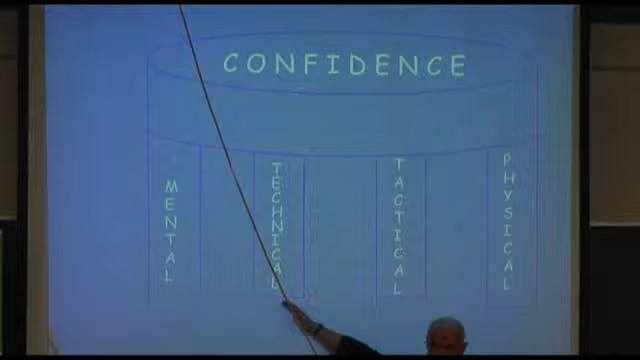 CONFIDENCE
MENTAL
TECHNICAL
TACTICAL
PHYSICAL